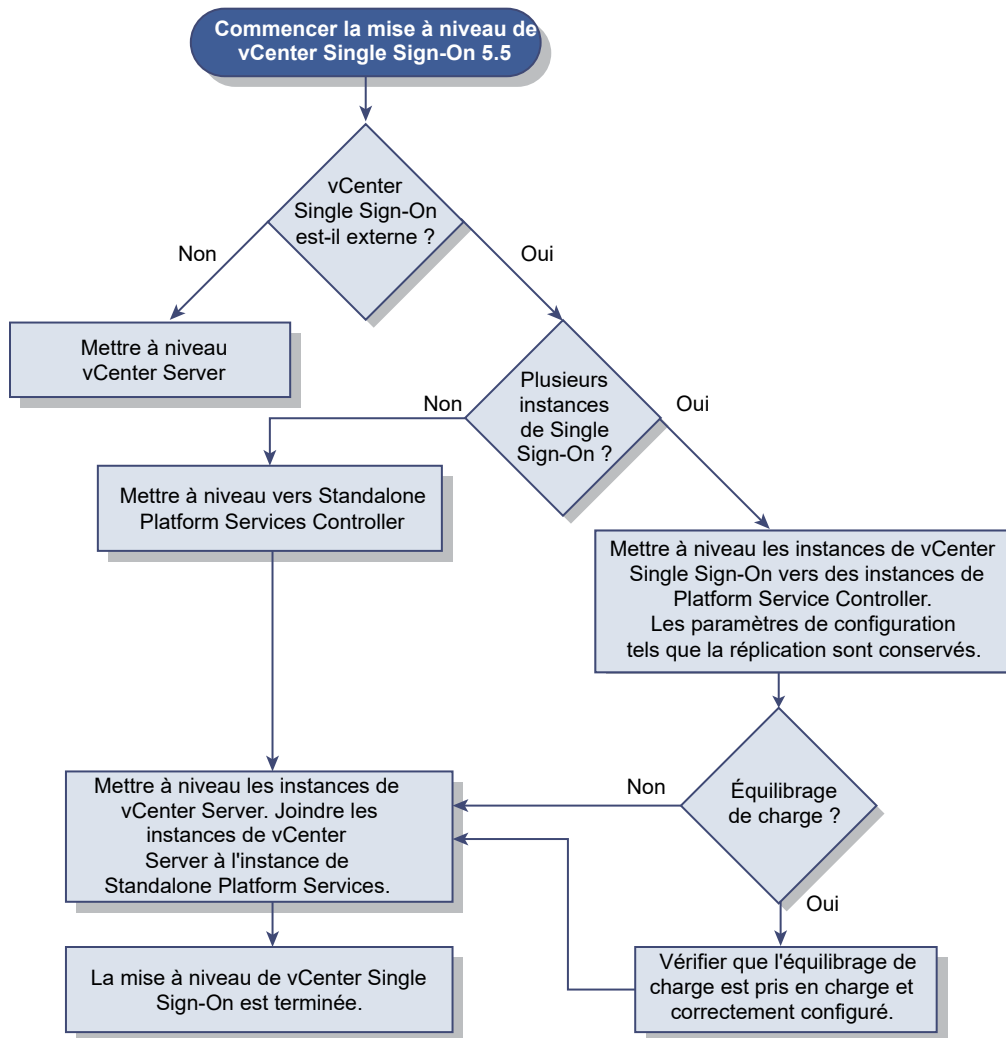 Commencer la mise à niveau de
vCenter Single Sign-On 5.5
vCenter
Single Sign-On
est-il externe ?
Non
Oui
Mettre à niveau
vCenter Server
Plusieurs
instances
de Single
Sign-On ?
Non
Oui
Mettre à niveau vers Standalone
Platform Services Controller
Mettre à niveau les instances de vCenter
Single Sign-On vers des instances de
Platform Service Controller.
Les paramètres de configuration
tels que la réplication sont conservés.
Équilibrage
de charge ?
Non
Oui
Mettre à niveau les instances de
vCenter Server. Joindre les
instances de vCenter
Server à l'instance de
Standalone Platform Services.
Vérifier que l'équilibrage de
charge est pris en charge et
correctement configuré.
La mise à niveau de vCenter Single
Sign-On est terminée.